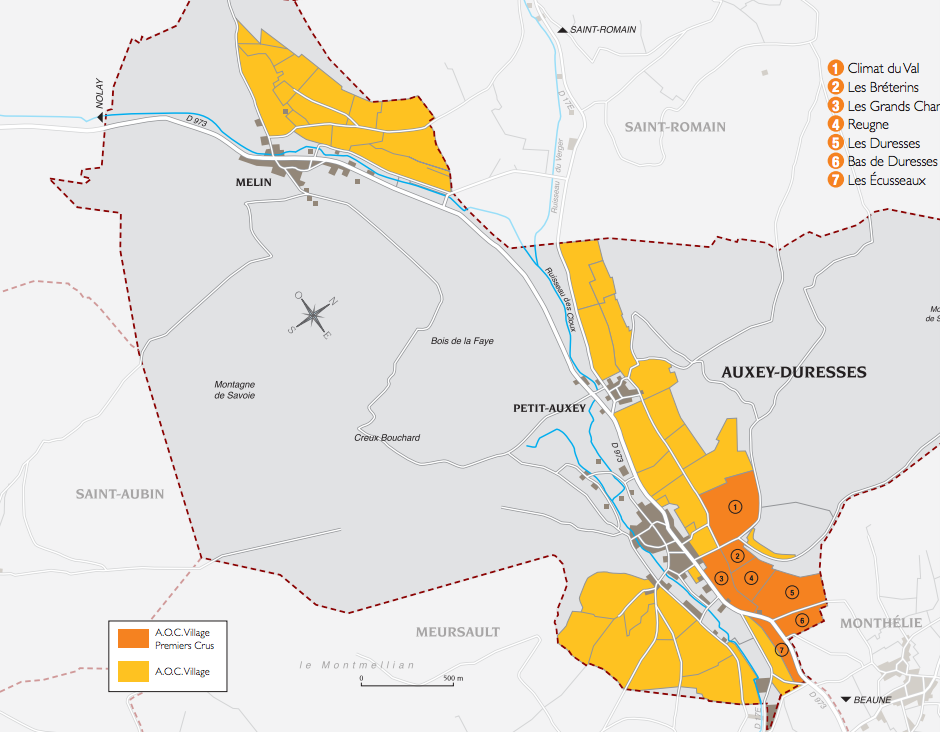 SAINT-ROMAIN
NOLAY
D 973
D 17E
SAINT-ROMAIN
1 Climat du Val
2 Les Bréterins
3 Les Grands Char
4 Reugne
5 Les Duresses
6 Bas de Duresses
7 Les Écusseaux
MELIN
Ruisseau du Verger
O N
S E
Ruisseau des Cloux
Mo
de S
Bois de la Faye
AUXEY-DURESSES
Montagne
de Savoie
PETIT-AUXEY
Creux Bouchard
D 973
SAINT-AUBIN
1
2
3
4
5
6
7
A.O.C.Village
Premiers Crus
A.O.C.Village
MEURSAULT
MONTHÉLIE
le Montmellian
0 500 m
BEAUNE
D 973